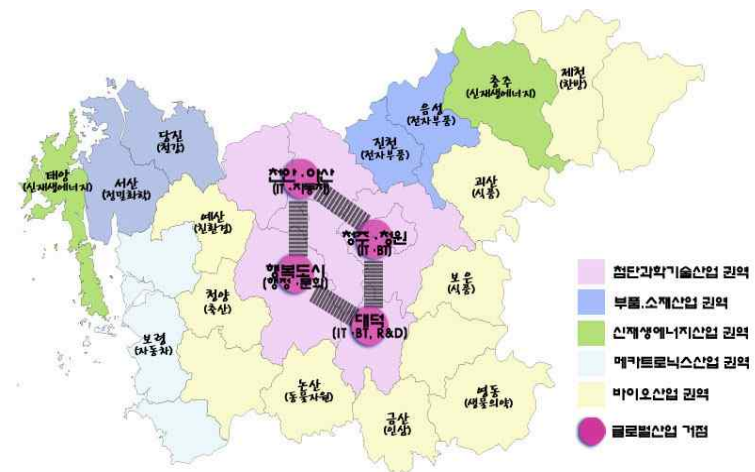 충주
(신재생에너지)
제천
(한방)
음성
(전자부품)
진천
(전자부품)
당진
(철강)
태안
(신재생에너지)
서산
(정밀화학)
괴산
(식품)
천안·아산
(IT·자동차)
예산
(친환경)
청주·청원
(IT·BT)
행복도시
(행정·문화)
보은
(식품)
청양
(축산)
대덕
(IT·BT, R&D)
보령
(자동차)
논산
(동물자원)
금산
(인삼)
영동
(생물의약)
첨단과학기술산업 권역
부품.소재산업 권역
신재생에너지산업 권역
메카트로닉스산업 권역
바이오산업 권역
글로벌산업 거점